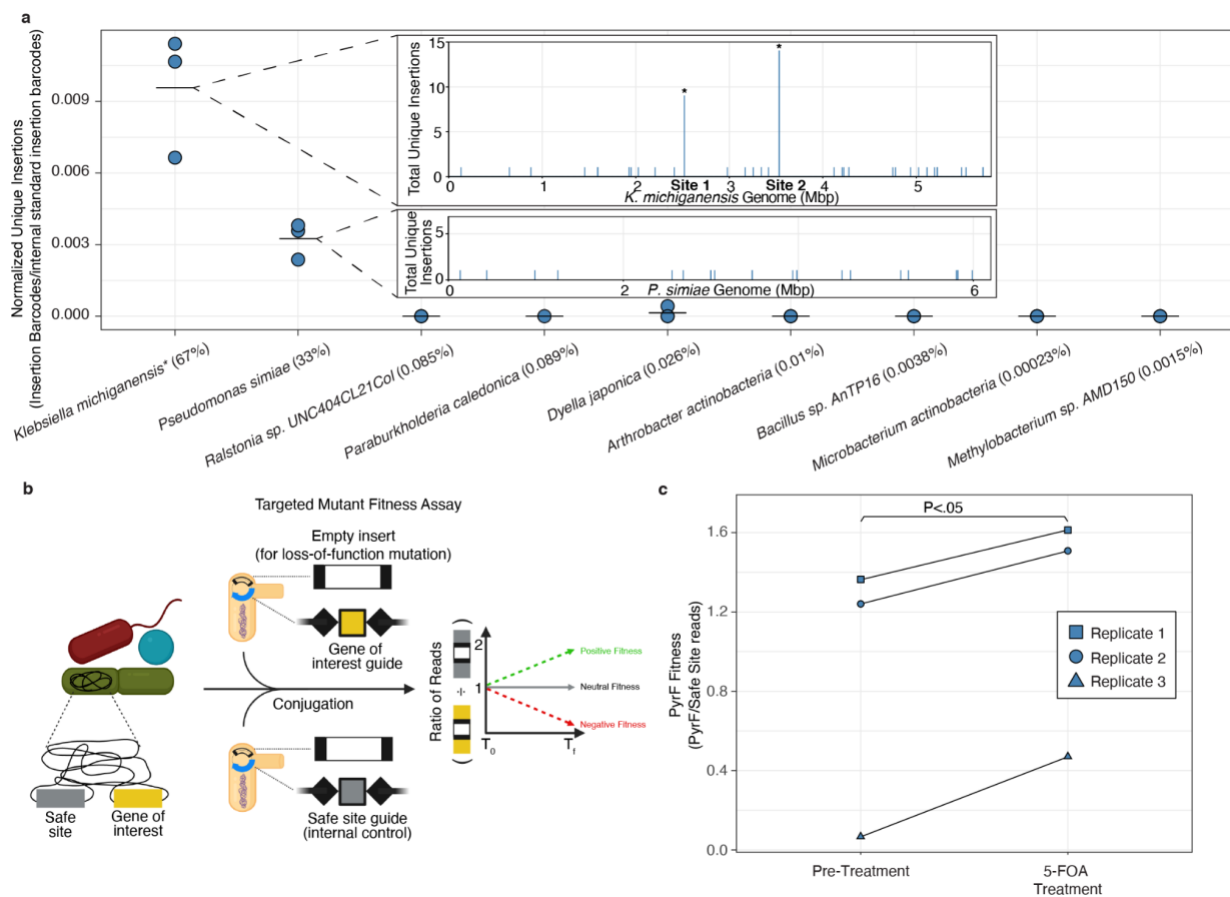 a
Normalized Unique Insertions
(Insertion Barcodes/internal standard insertion barcodes)
0.009
0.006
0.003
0.000
Total Unique Insertions
15
10
5
0
*
*
0
1
2
3
4
5
Site 1
Site 2
K. michiganensis Genome (Mbp)
Total Unique
Insertions
5
0
0
2
6
P. simiae Genome (Mbp)
Klebsiella michiganensis* (67%)
Pseudomonas simiae (33%)
Ralstonia sp. UNC404CL21Col (0.085%)
Paraburkholderia caledonica (0.089%)
Dyella japonica (0.026%)
Arthrobacter actinobacteria (0.01%)
Bacillus sp. AnTP16 (0.0038%)
Microbacterium actinobacteria (0.00023%)
Methylobacterium sp. AMD150 (0.0015%)
b
Targeted Mutant Fitness Assay
Empty insert
(for loss-of-function mutation)
Gene of
interest guide
Conjugation
Safe
site
Gene of
interest
Safe site guide
(internal control)
Ratio of Reads
( ÷ )
2
1
T0
Tf
Positive Fitness
Neutral Fitness
Negative Fitness
c
PyrF Fitness
(PyrF/Safe Site reads)
1.6
1.2
0.8
0.4
0.0
P<.05
Replicate 1
Replicate 2
Replicate 3
Pre-Treatment
5-FOA
Treatment